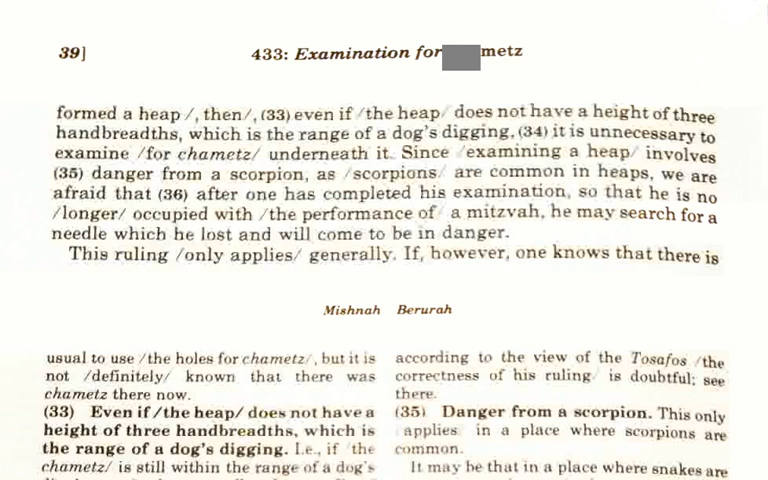 39]
433: Examination for metz
formed a heap /, then/, (33) even if /the heap/ does not have a height of three
handbreadths, which is the range of a dog's digging, (34) it is unnecessary to
examine /for chametz/ underneath it. Since /examining a heap/ involves
(35) danger from a scorpion, as /scorpions/ are common in heaps, we are
afraid that (36) after one has completed his examination, so that he is no
/longer/ occupied with /the performance of a mitzvah, he may search for a
needle which he lost and will come to be in danger.
This ruling /only applies/ generally. If, however, one knows that there is
Mishnah Berurah
usual to use /the holes for chametz/, but it is
not /definitely/ known that there was
chametz there now.
(33) Even if /the heap/ does not have a
height of three handbreadths, which is
the range of a dog's digging. I.e., if the
chametz/ is still within the range of a dog's
according to the view of the Tosafos /the
correctness of his ruling is doubtful; see
there.
(35) Danger from a scorpion. This only
applies in a place where scorpions are
common.
It may be that in a place where snakes are